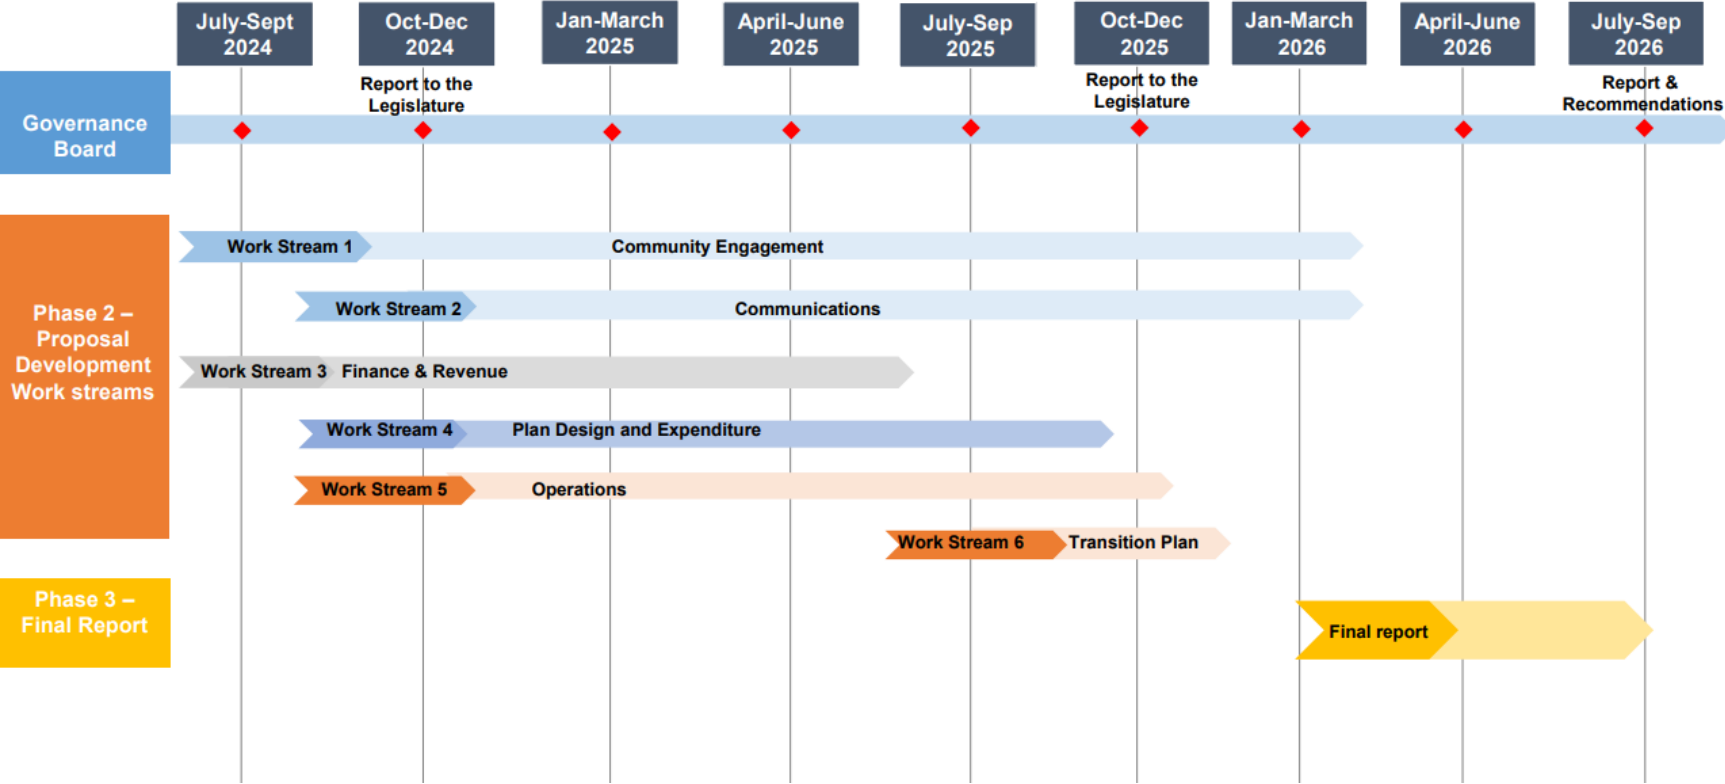 July-Sept
2024
Oct-Dec
2024
Jan-March
2025
April-June
2025
July-Sep
2025
Oct-Dec
2025
Jan-March
2026
April-June
2026
July-Sep
2026
Report to the
Legislature
Report to the
Legislature
Report &
Recommendations
Governance
Board
Phase 2 –
Proposal
Development
Work streams
Work Stream 1
Community Engagement
Work Stream 2
Communications
Work Stream 3
Finance & Revenue
Work Stream 4
Plan Design and Expenditure
Work Stream 5
Operations
Work Stream 6
Transition Plan
Phase 3 –
Final Report
Final report